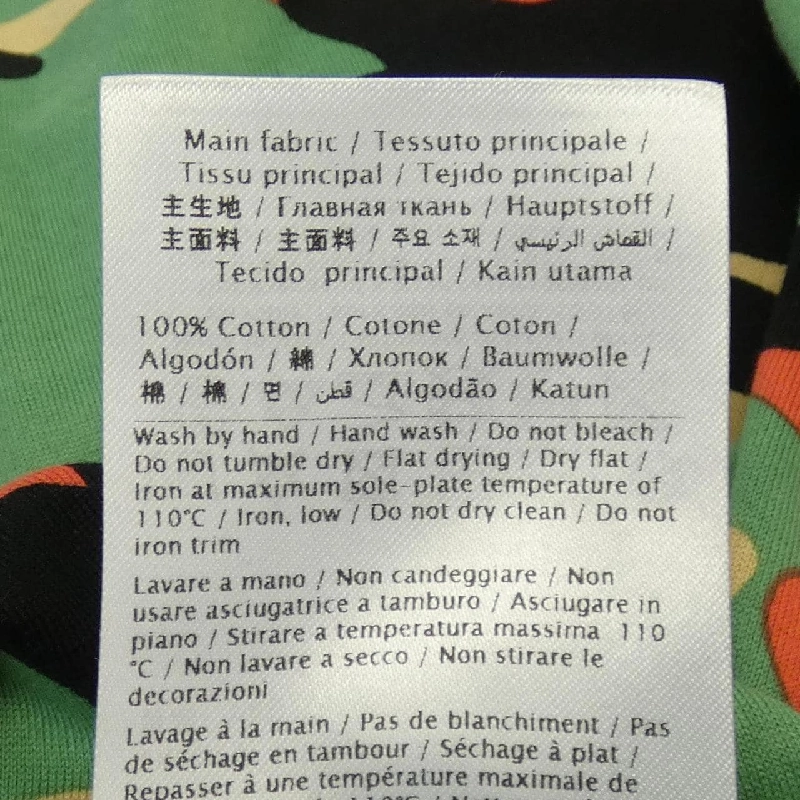 Main fabric / Tessuto principale /
Tissu principal / Tejido principal /
主生地 / Главная ткань / Hauptstoff /
主面料 / 主面料 / 주요 소재 / القماش الرئيسي /
Tecido principal / Kain utama
100% Cotton / Cotone / Coton /
Algodón / 綿 / Хлопок / Baumwolle /
棉 / 棉 / 면 / قطن / Algodão / Katun
Wash by hand / Hand wash / Do not bleach /
Do not tumble dry / Flat drying / Dry flat /
Iron at maximum sole-plate temperature of
110°C / Iron, low / Do not dry clean / Do not
iron trim
Lavare a mano / Non candeggiare / Non
usare asciugatrice a tamburo / Asciugare in
piano / Stirare a temperatura massima 110
°C / Non lavare a secco / Non stirare le
decorazioni
Lavage à la main / Pas de blanchiment / Pas
de séchage en tambour / Séchage à plat /
Repasser à une température maximale de